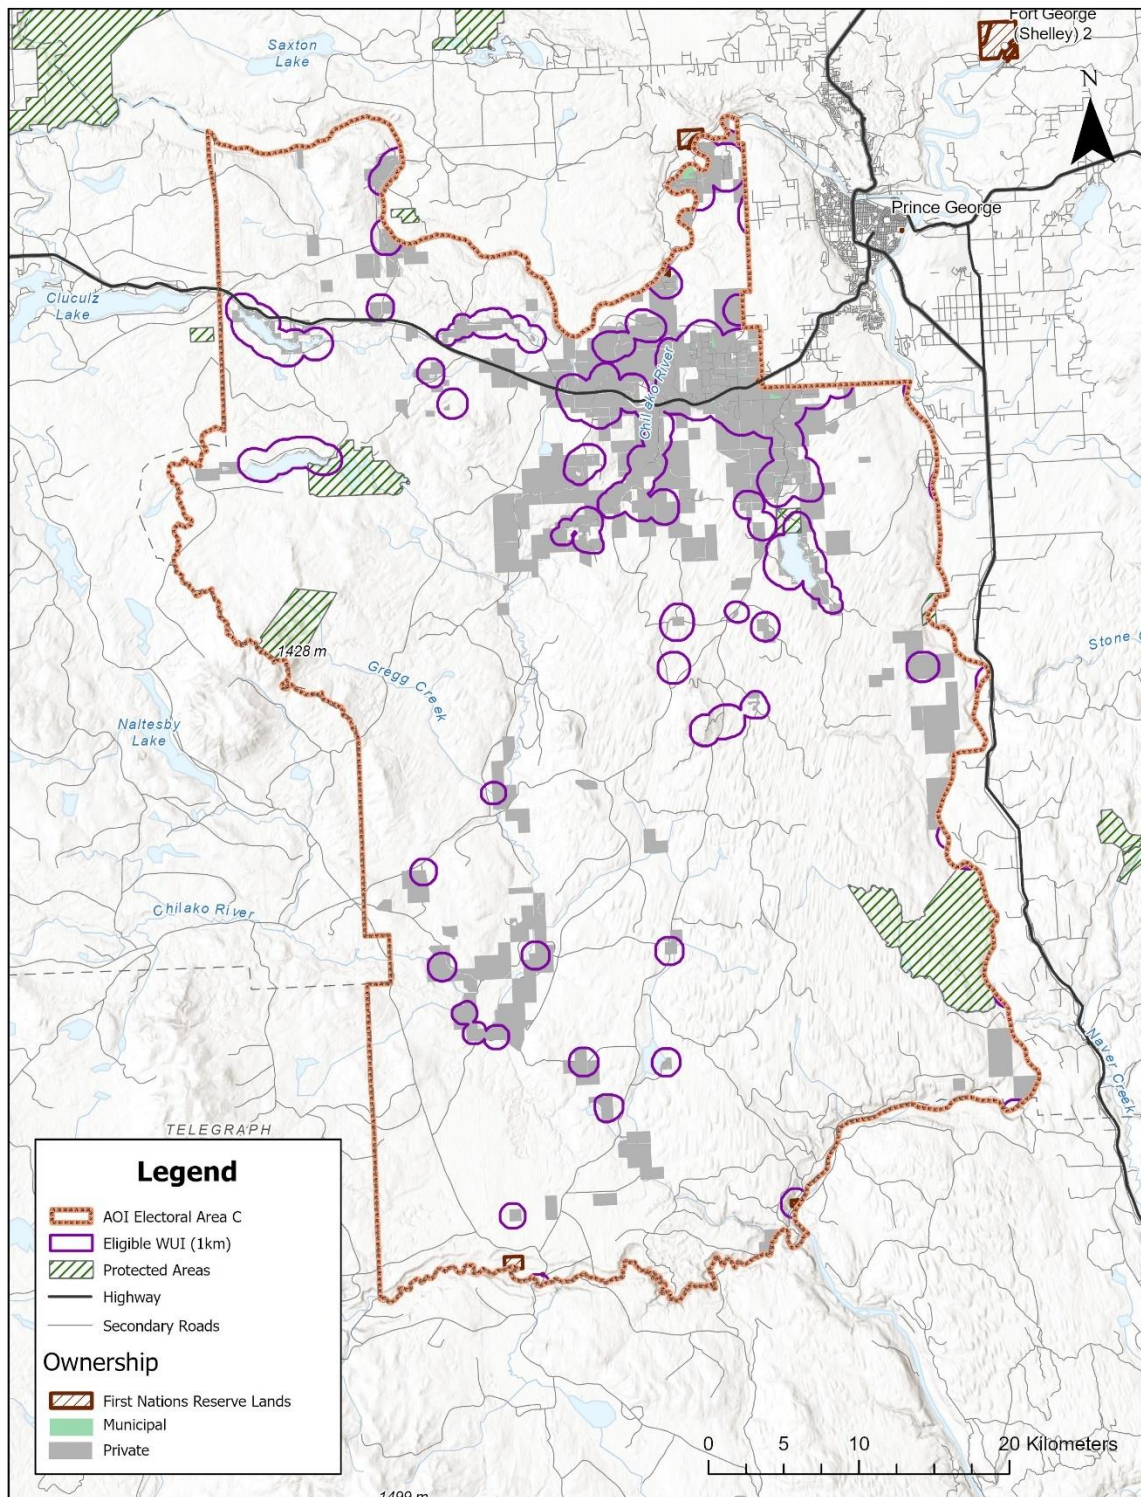 Fort George
(Shelley) 2
Saxton
Lake
N
Prince George
Cluculz
Lake
Chilako River
1428 m
Stone
Gregg Creek
Naltesby
Lake
Chilako River
Naver Creek
TELEGRAPH
Legend
AOI Electoral Area C
Eligible WUI (1km)
Protected Areas
Highway
Secondary Roads
Ownership
First Nations Reserve Lands
Municipal
Private
0 5 10 20 Kilometers
1499 m